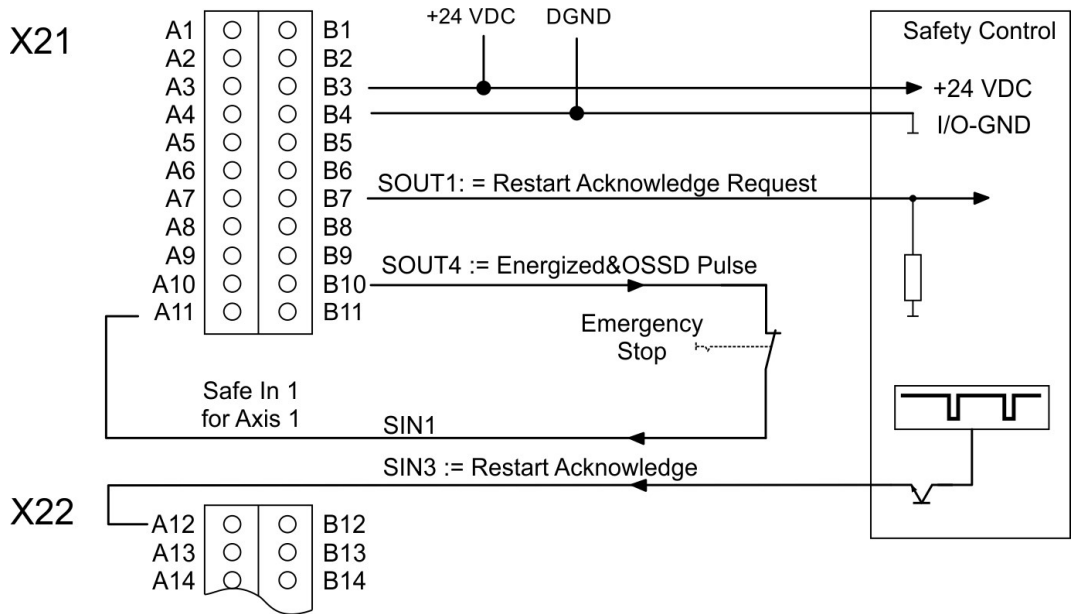 +24 VDC DGND
X21
A1 B1
A2 B2
A3 B3
A4 B4
A5 B5
A6 B6
A7 B7
A8 B8
A9 B9
A10 B10
A11 B11
Safety Control
+24 VDC
I/O-GND
SOUT1: = Restart Acknowledge Request
SOUT4 := Energized&OSSD Pulse
Emergency
Stop
Safe In 1
for Axis 1
SIN1
SIN3 := Restart Acknowledge
X22
A12 B12
A13 B13
A14 B14